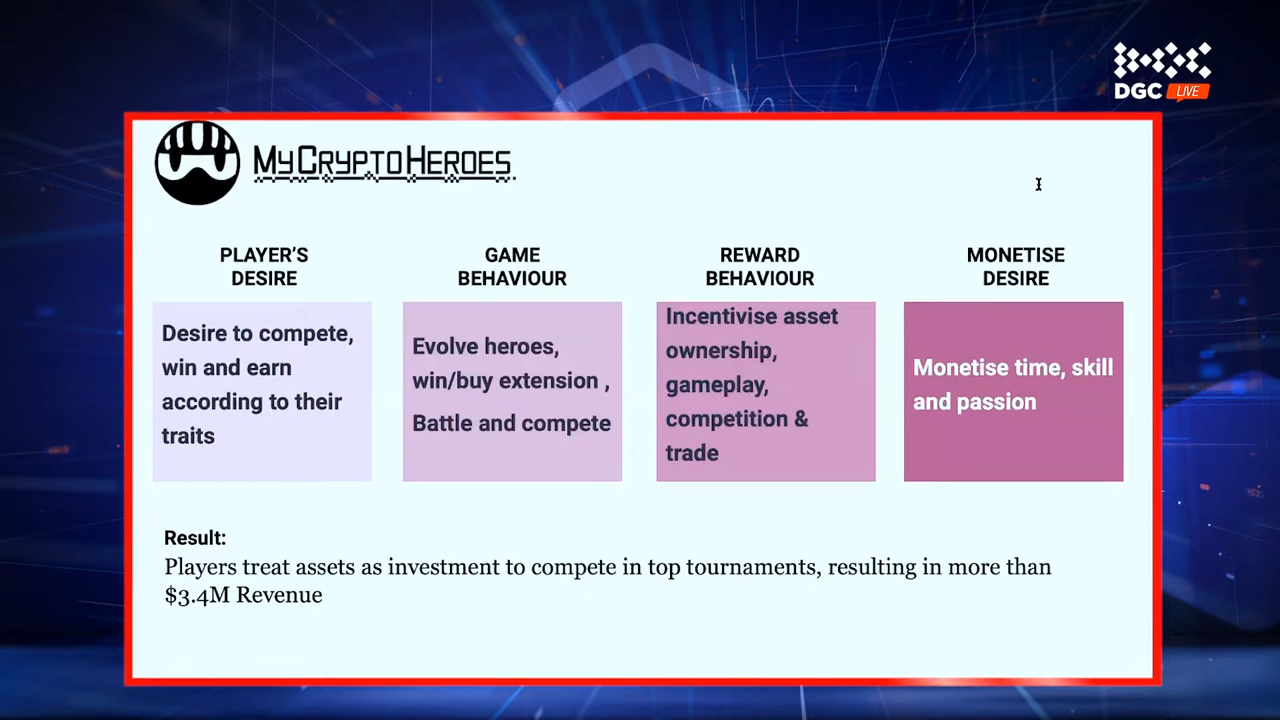 DGC LIVE
MyCryptoHeroes
PLAYER'S
DESIRE
Desire to compete,
win and earn
according to their
traits
GAME
BEHAVIOUR
Evolve heroes,
win/buy extension ,
Battle and compete
REWARD
BEHAVIOUR
Incentivise asset
ownership,
gameplay,
competition &
trade
MONETISE
DESIRE
Monetise time, skill
and passion
Result:
Players treat assets as investment to compete in top tournaments, resulting in more than
$3.4M Revenue